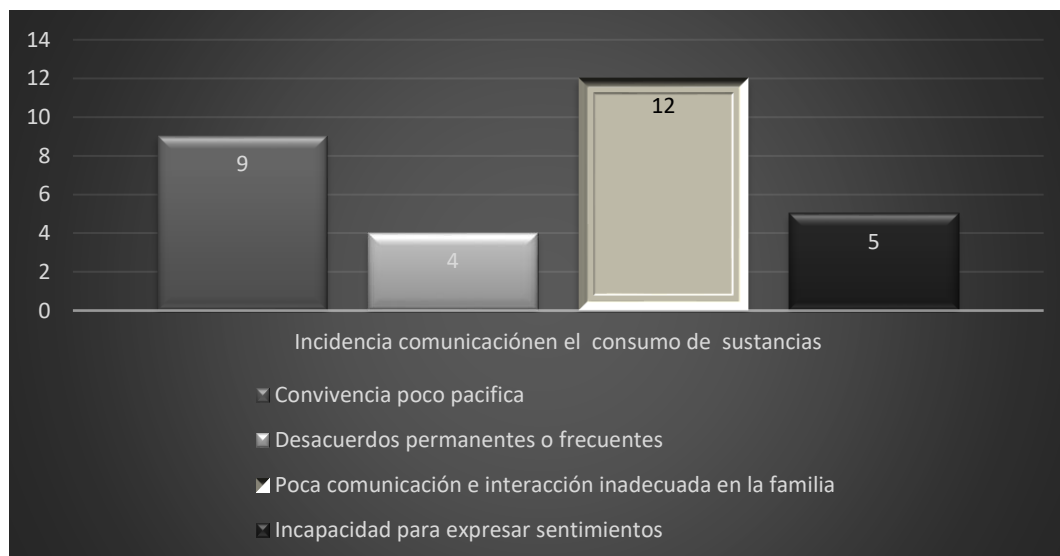 14
12
10
8
6
4
2
0
9
4
12
5
Incidencia comunicaciónen el consumo de sustancias
Convivencia poco pacifica
Desacuerdos permanentes o frecuentes
Poca comunicación e interacción inadecuada en la familia
Incapacidad para expresar sentimientos